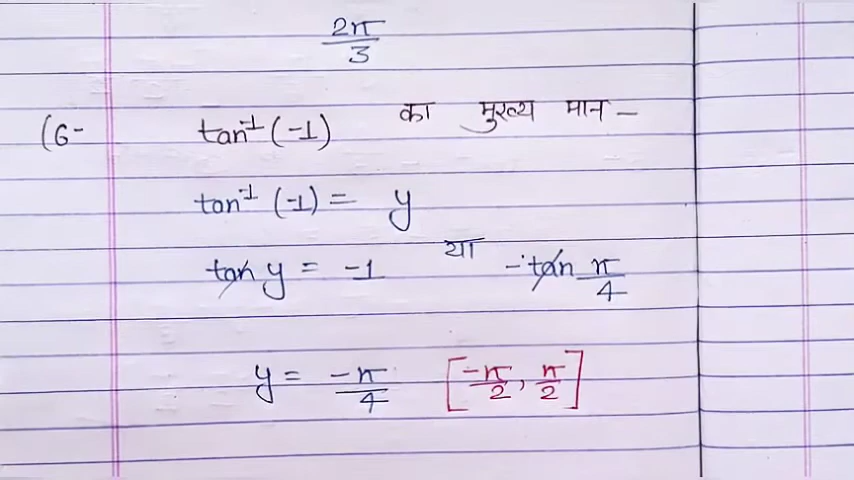 2π/3
(6- tan⁻¹(-1) का मुख्य मान –
tan⁻¹ (-1) = y
tan y = -1 या -tan π/4
y = -π/4 [-π/2, π/2]